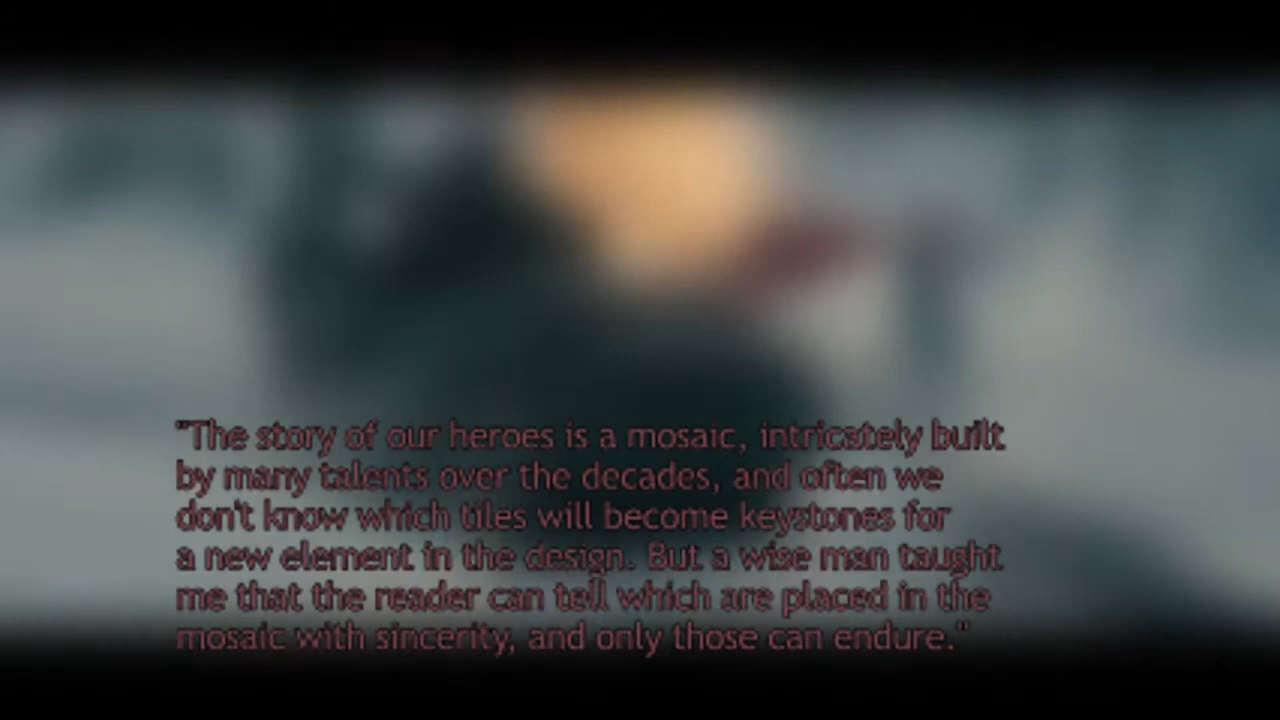 "The story of our heroes is a mosaic, intricately built
by many talents over the decades, and often we
don't know which tiles will become keystones for
a new element in the design. But a wise man taught
me that the reader can tell which are placed in the
mosaic with sincerity, and only those can endure."